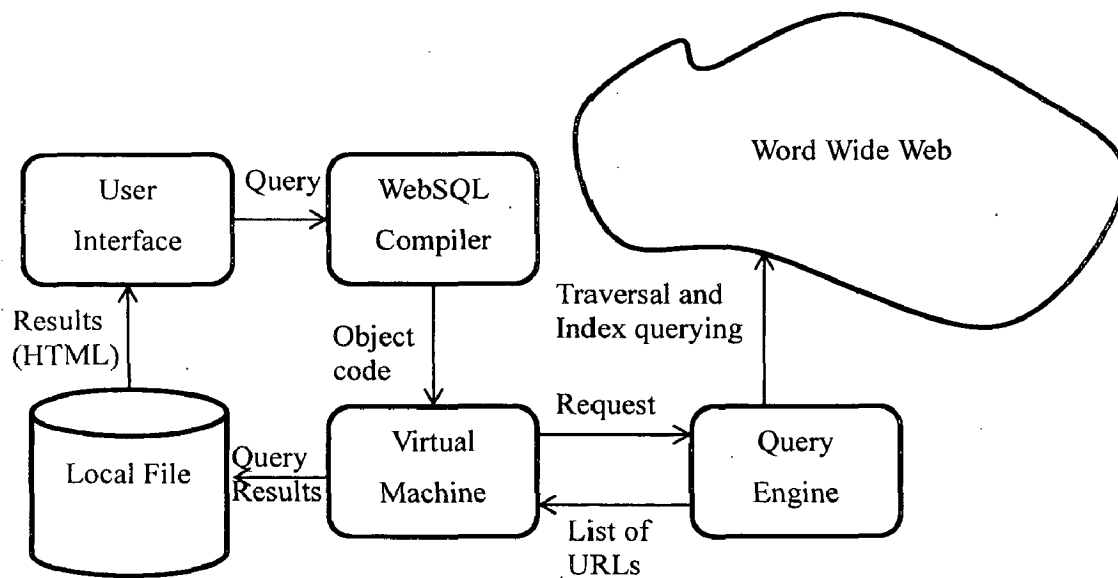 Word Wide Web
User
Interface
Query
WebSQL
Compiler
Traversal and
Index querying
Results
(HTML)
Object
code
Request
Local File
Query
Results
Virtual
Machine
Query
Engine
List of
URLs